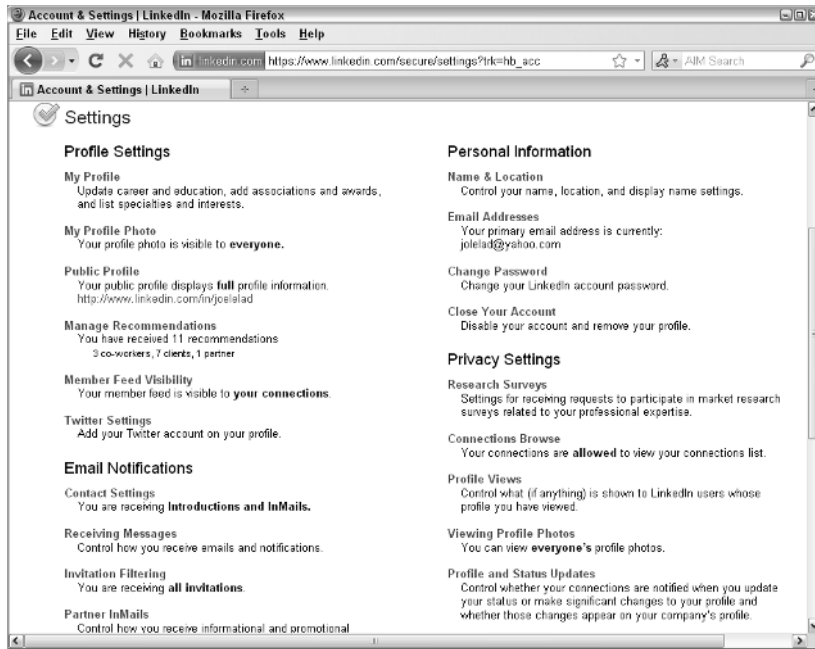 Account & Settings | LinkedIn - Mozilla Firefox
File Edit View History Bookmarks Tools Help
in linkedin.com https://www.linkedin.com/secure/settings?trk=hb_acc
AIM Search
in Account & Settings | LinkedIn
Settings
Profile Settings
My Profile
Update career and education, add associations and awards,
and list specialties and interests.
My Profile Photo
Your profile photo is visible to everyone.
Public Profile
Your public profile displays full profile information.
http://www.linkedin.com/in/joelelad
Manage Recommendations
You have received 11 recommendations
3 co-workers, 7 clients, 1 partner
Member Feed Visibility
Your member feed is visible to your connections.
Twitter Settings
Add your Twitter account on your profile.
Email Notifications
Contact Settings
You are receiving Introductions and InMails.
Receiving Messages
Control how you receive emails and notifications.
Invitation Filtering
You are receiving all invitations.
Partner InMails
Control how you receive informational and promotional
Personal Information
Name & Location
Control your name, location, and display name settings.
Email Addresses
Your primary email address is currently:
jolelad@yahoo.com
Change Password
Change your LinkedIn account password.
Close Your Account
Disable your account and remove your profile.
Privacy Settings
Research Surveys
Settings for receiving requests to participate in market research
surveys related to your professional expertise.
Connections Browse
Your connections are allowed to view your connections list.
Profile Views
Control what (if anything) is shown to LinkedIn users whose
profile you have viewed.
Viewing Profile Photos
You can view everyone's profile photos.
Profile and Status Updates
Control whether your connections are notified when you update
your status or make significant changes to your profile and
whether those changes appear on your company's profile.